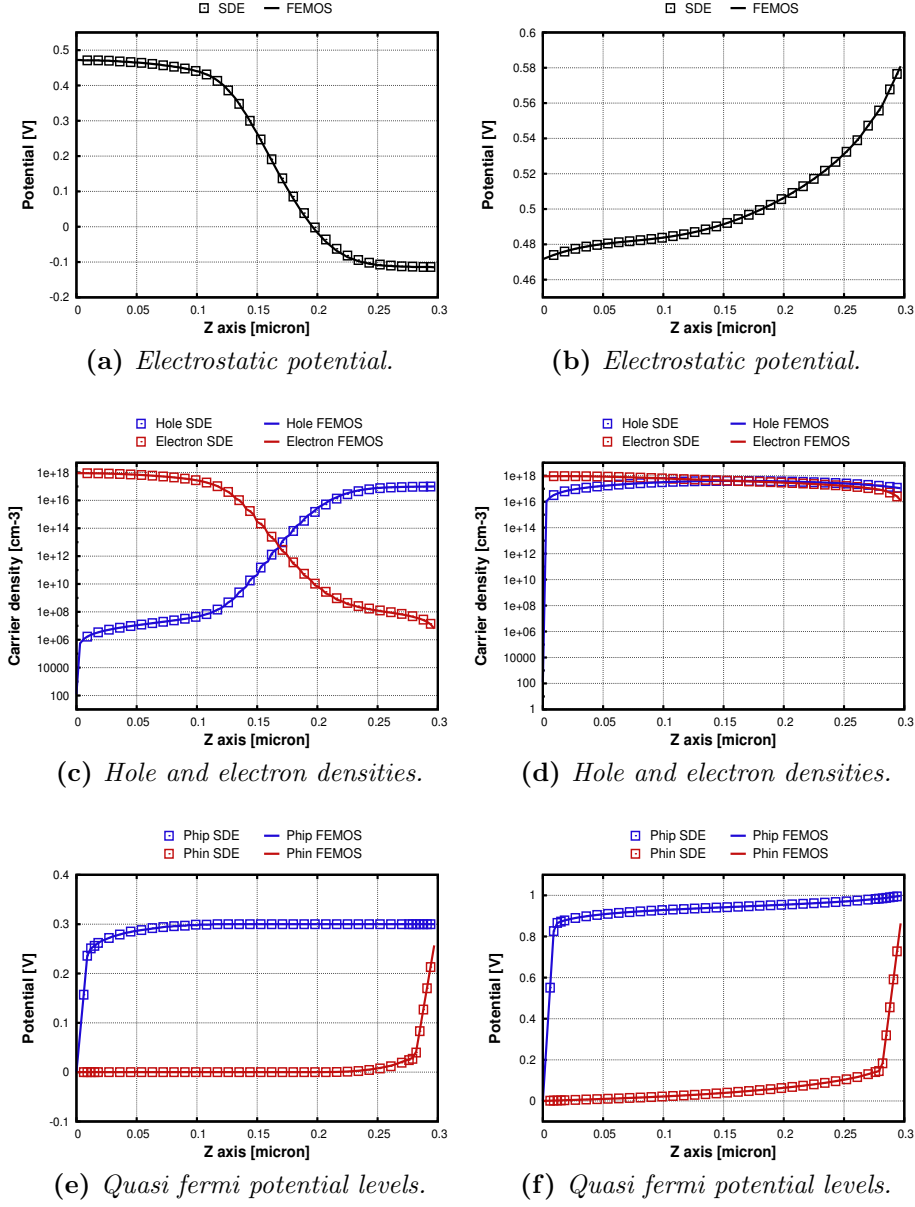 SDE FEMOS
0.5
0.4
0.3
0.2
0.1
0
-0.1
-0.2
0 0.05 0.1 0.15 0.2 0.25 0.3
Potential [V]
Z axis [micron]
(a) Electrostatic potential.
SDE FEMOS
0.6
0.58
0.56
0.54
0.52
0.5
0.48
0.46
0 0.05 0.1 0.15 0.2 0.25 0.3
Potential [V]
Z axis [micron]
(b) Electrostatic potential.
Hole SDE Hole FEMOS
Electron SDE Electron FEMOS
1e+18
1e+16
1e+14
1e+12
1e+10
1e+08
1e+06
10000
100
0 0.05 0.1 0.15 0.2 0.25 0.3
Carrier density [cm-3]
Z axis [micron]
(c) Hole and electron densities.
Hole SDE Hole FEMOS
Electron SDE Electron FEMOS
1e+18
1e+16
1e+14
1e+12
1e+10
1e+08
1e+06
10000
100
1
0 0.05 0.1 0.15 0.2 0.25 0.3
Carrier density [cm-3]
Z axis [micron]
(d) Hole and electron densities.
Phip SDE Phip FEMOS
Phin SDE Phin FEMOS
0.4
0.3
0.2
0.1
0
-0.1
0 0.05 0.1 0.15 0.2 0.25 0.3
Potential [V]
Z axis [micron]
(e) Quasi fermi potential levels.
Phip SDE Phip FEMOS
Phin SDE Phin FEMOS
1
0.8
0.6
0.4
0.2
0
0 0.05 0.1 0.15 0.2 0.25 0.3
Potential [V]
Z axis [micron]
(f) Quasi fermi potential levels.